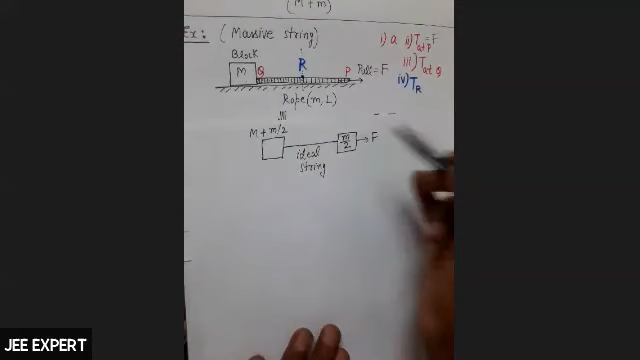 (M+m)
Ex: (Massive string)
i) a ii) T at P = F
Block
iii) T at Q
M Q R P Pull = F
iv) T_R
Rope (m, L)
M + m/2
m/2 F
ideal
string
JEE EXPERT